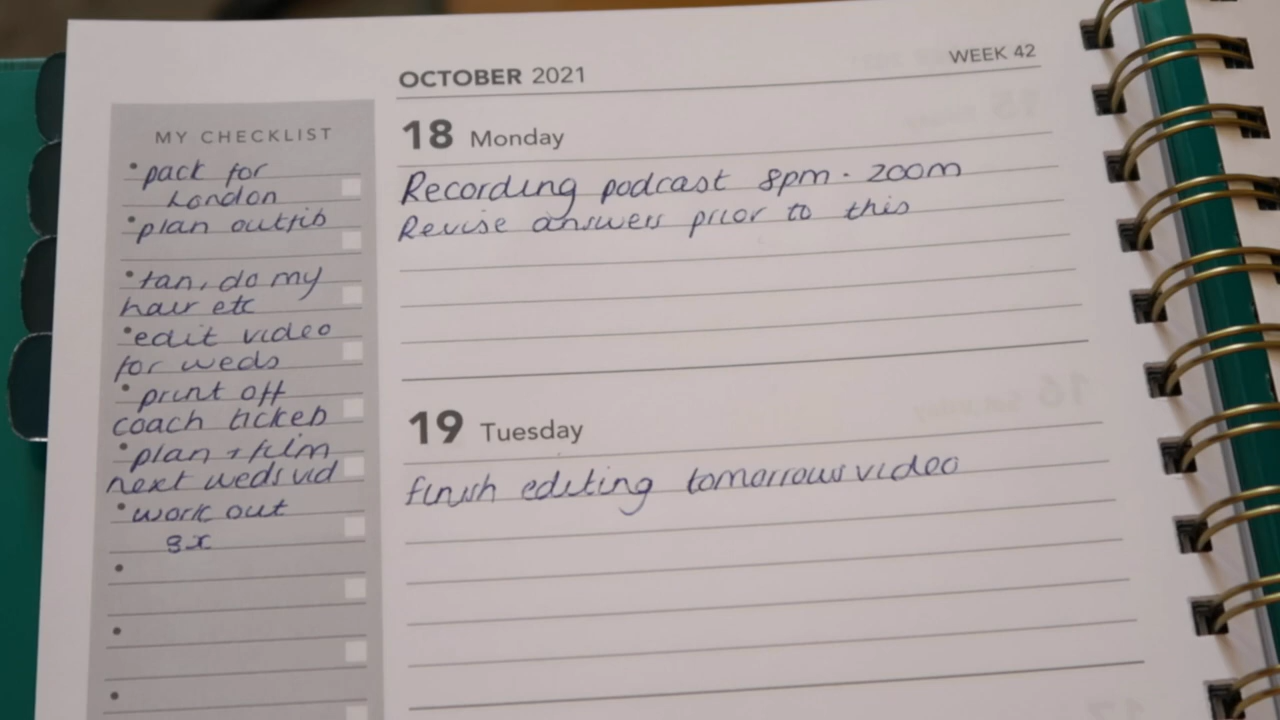 OCTOBER 2021
WEEK 42
MY CHECKLIST
• pack for
London
• plan outfits
• tan, do my
hair etc
• edit video
for weds
• print off
coach tickets
• plan + film
next weds vid
• work out
3x
18 Monday
Recording podcast 8pm - zoom
Revise answers prior to this
19 Tuesday
finish editing tomorrows video